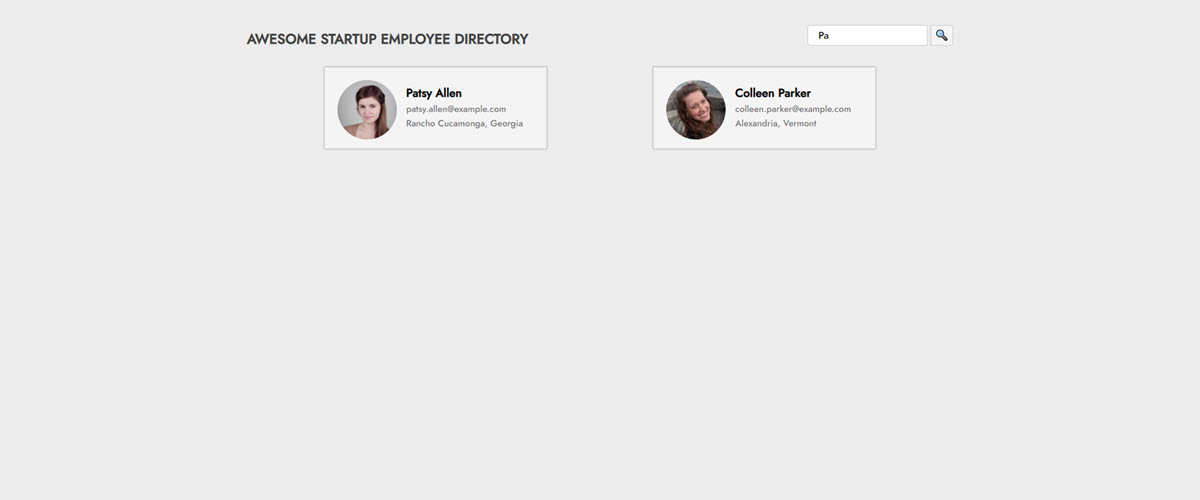 AWESOME STARTUP EMPLOYEE DIRECTORY
Pa
Patsy Allen
patsy.allen@example.com
Rancho Cucamonga, Georgia
Colleen Parker
colleen.parker@example.com
Alexandria, Vermont